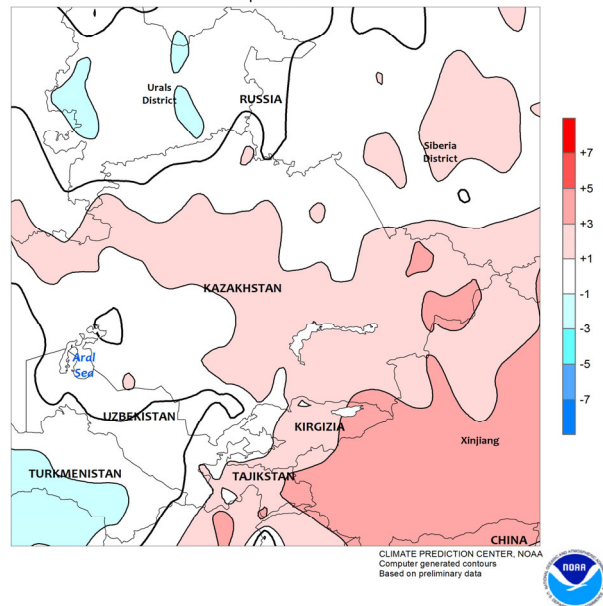 Urals
District
RUSSIA
Siberia
District
KAZAKHSTAN
Aral
Sea
UZBEKISTAN
KIRGIZIA
Xinjiang
TURKMENISTAN
TAJIKSTAN
CHINA
+7
+5
+3
+1
-1
-3
-5
-7
CLIMATE PREDICTION CENTER, NOAA
Computer generated contours
Based on preliminary data
NOAA